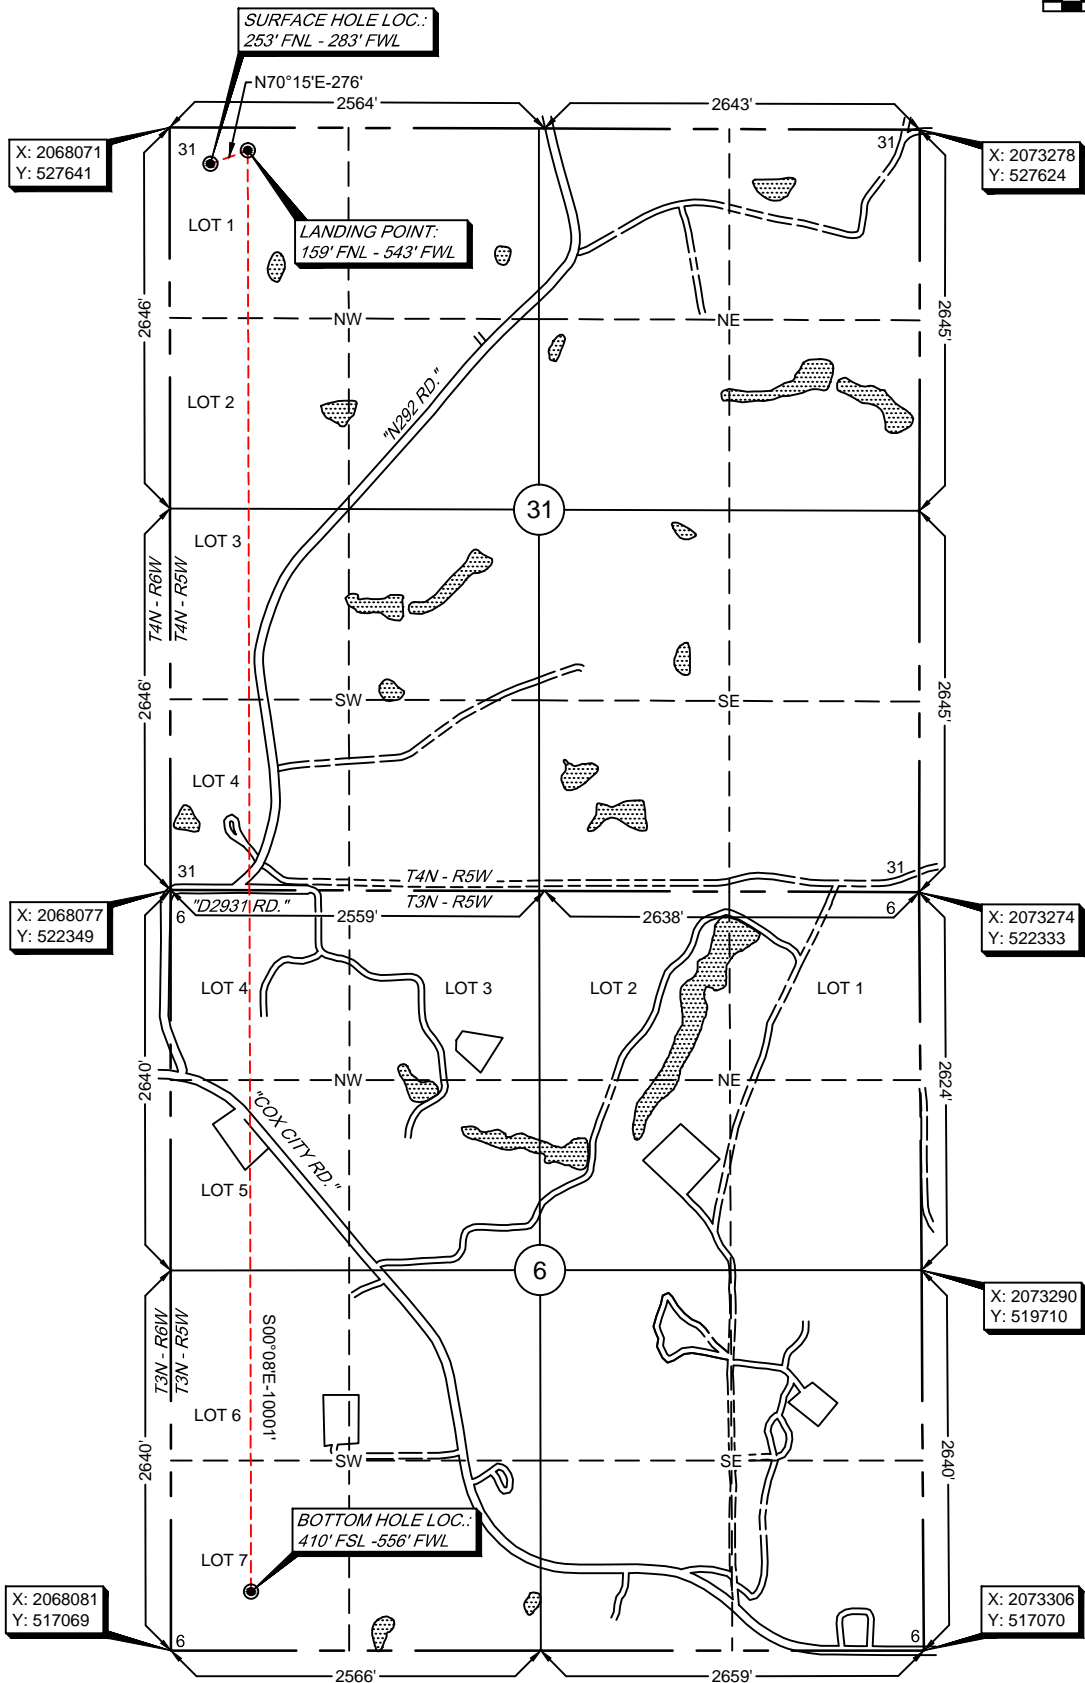 SURFACE HOLE LOC.:
253' FNL - 283' FWL
N70°15'E-276'
2564'
2643'
X: 2068071
Y: 527641
31
31
X: 2073278
Y: 527624
LOT 1
LANDING POINT:
159' FNL - 543' FWL
2646'
NW
NE
2645'
LOT 2
"N292 RD."
31
LOT 3
T4N - R6W
T4N - R5W
2646'
SW
SE
2645'
LOT 4
31
T4N - R5W
31
"D2931 RD."
T3N - R5W
X: 2068077
Y: 522349
6
2559'
2638'
6
X: 2073274
Y: 522333
LOT 4
LOT 3
LOT 2
LOT 1
2640'
NW
NE
2624'
"COX CITY RD."
LOT 5
6
X: 2073290
Y: 519710
T3N - R6W
T3N - R5W
S00°08'E-10001'
LOT 6
2640'
SW
SE
2640'
BOTTOM HOLE LOC.:
410' FSL -556' FWL
LOT 7
X: 2068081
Y: 517069
6
6
X: 2073306
Y: 517070
2566'
2659'